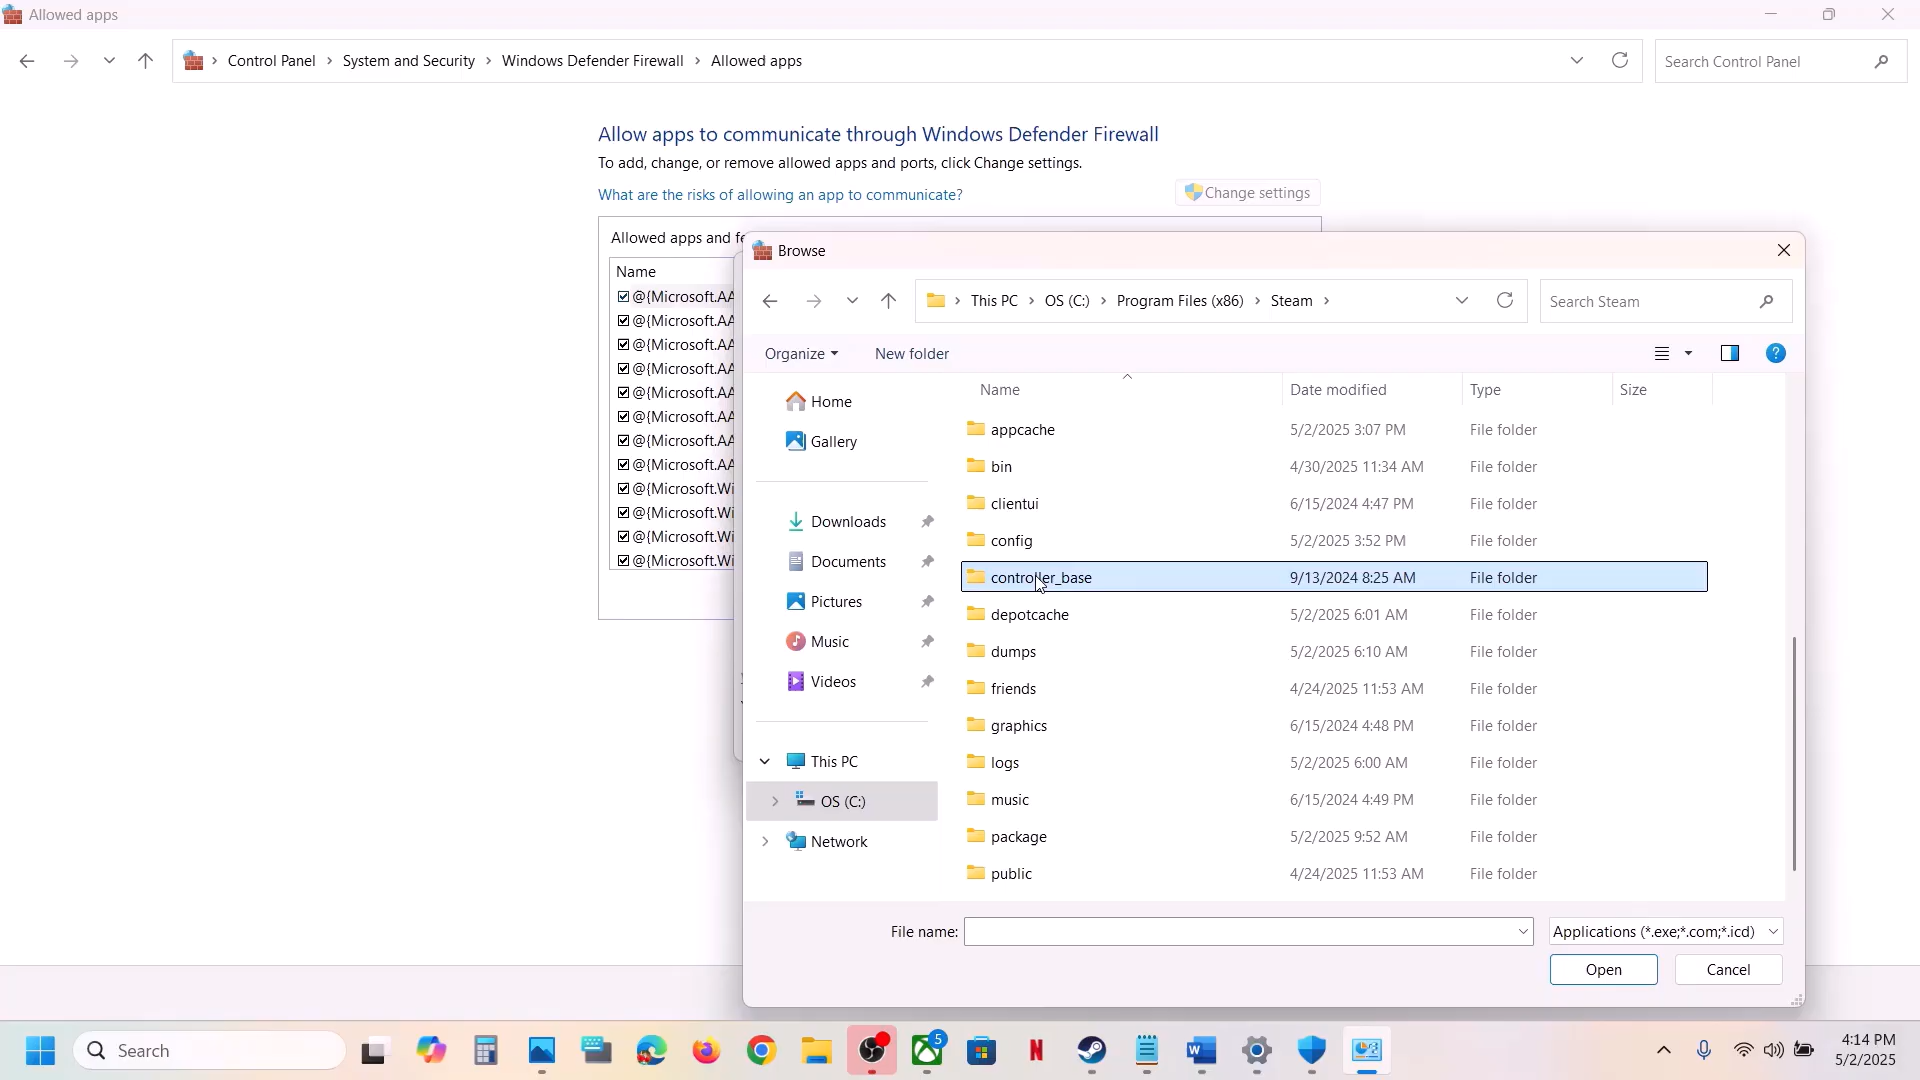 Allowed apps
Control Panel > System and Security > Windows Defender Firewall > Allowed apps
Search Control Panel
Allow apps to communicate through Windows Defender Firewall
To add, change, or remove allowed apps and ports, click Change settings.
What are the risks of allowing an app to communicate?
Change settings
Allowed apps and fe
Name
@{Microsoft.AA
@{Microsoft.AA
@{Microsoft.AA
@{Microsoft.AA
@{Microsoft.AA
@{Microsoft.AA
@{Microsoft.AA
@{Microsoft.AA
@{Microsoft.Wi
@{Microsoft.Wi
@{Microsoft.Wi
@{Microsoft.Wi
Browse
This PC > OS (C:) > Program Files (x86) > Steam >
Search Steam
Organize
New folder
Home
Gallery
Downloads
Documents
Pictures
Music
Videos
This PC
OS (C:)
Network
Name Date modified Type Size
appcache 5/2/2025 3:07 PM File folder
bin 4/30/2025 11:34 AM File folder
clientui 6/15/2024 4:47 PM File folder
config 5/2/2025 3:52 PM File folder
controller_base 9/13/2024 8:25 AM File folder
depotcache 5/2/2025 6:01 AM File folder
dumps 5/2/2025 6:10 AM File folder
friends 4/24/2025 11:53 AM File folder
graphics 6/15/2024 4:48 PM File folder
logs 5/2/2025 6:00 AM File folder
music 6/15/2024 4:49 PM File folder
package 5/2/2025 9:52 AM File folder
public 4/24/2025 11:53 AM File folder
File name:
Applications (*.exe;*.com;*.icd)
Open
Cancel
Search
5
4:14 PM
5/2/2025